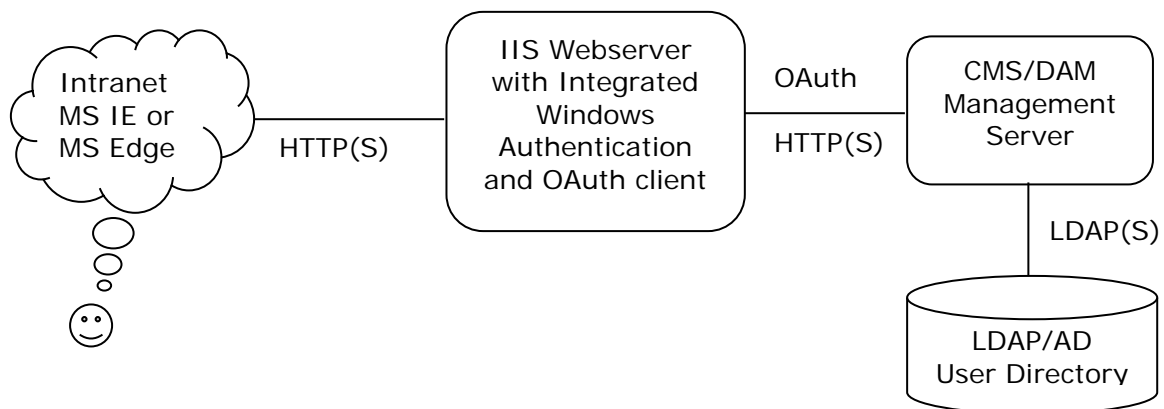 Intranet
MS IE or
MS Edge
HTTP(S)
IIS Webserver
with Integrated
Windows
Authentication
and OAuth client
OAuth
HTTP(S)
CMS/DAM
Management
Server
LDAP(S)
LDAP/AD
User Directory